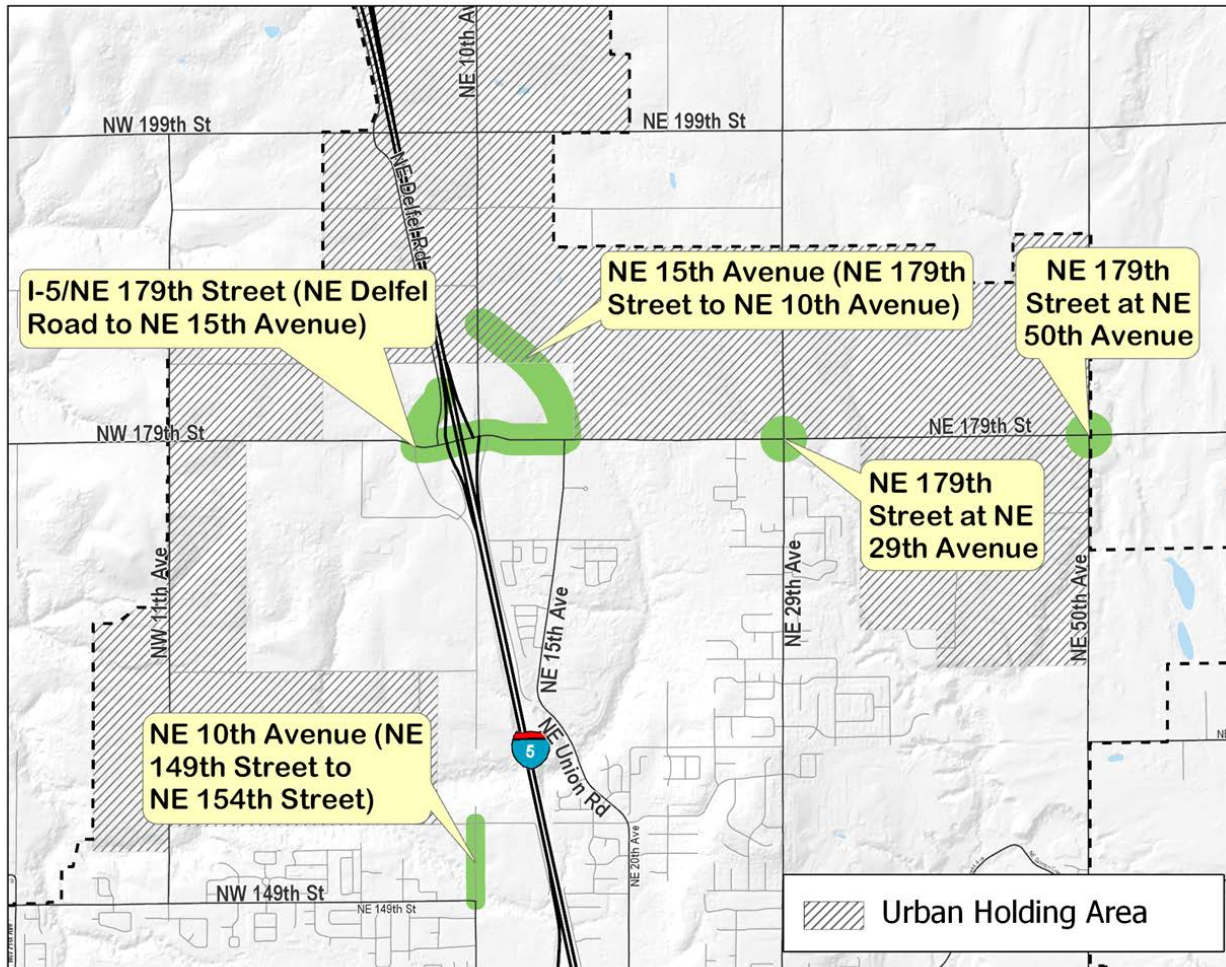 NE 10th Ave
NW 199th St
NE 199th St
NE Delfel Rd
I-5/NE 179th Street (NE Delfel
Road to NE 15th Avenue)
NE 15th Avenue (NE 179th
Street to NE 10th Avenue)
NE 179th
Street at NE
50th Avenue
NW 179th St
NE 179th St
NE 179th
Street at NE
29th Avenue
NW 11th Ave
NE 15th Ave
NE 29th Ave
NE 50th Ave
NE 10th Avenue (NE
149th Street to
NE 154th Street)
5
NE Union Rd
NE 20th Ave
NW 149th St
NE 149th St
NW 21st Ave
NE
Urban Holding Area